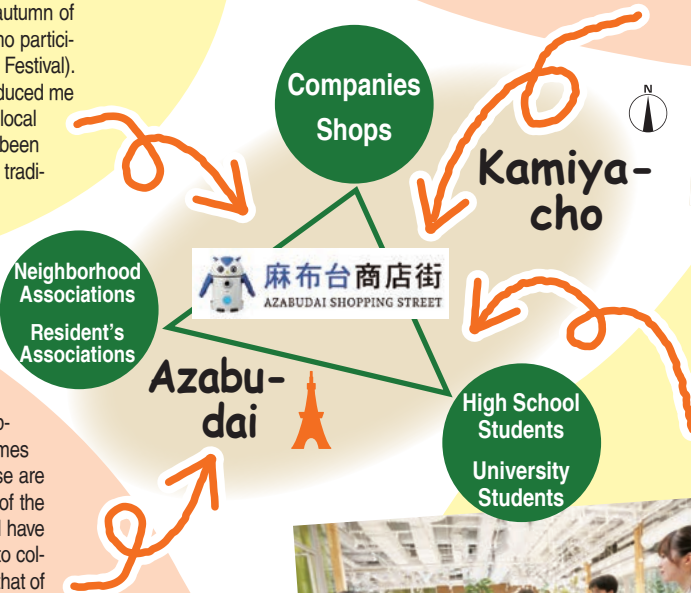 autumn of
no partici-
Festival).
duced me
local
been
tradi-
Companies
Shops
N
Kamiya-
cho
麻布台商店街
AZABUDAI SHOPPING STREET
Neighborhood
Associations
Resident's
Associations
Azabu-
dai
High School
Students
University
Students
mes
se are
of the
I have
to col-
that of